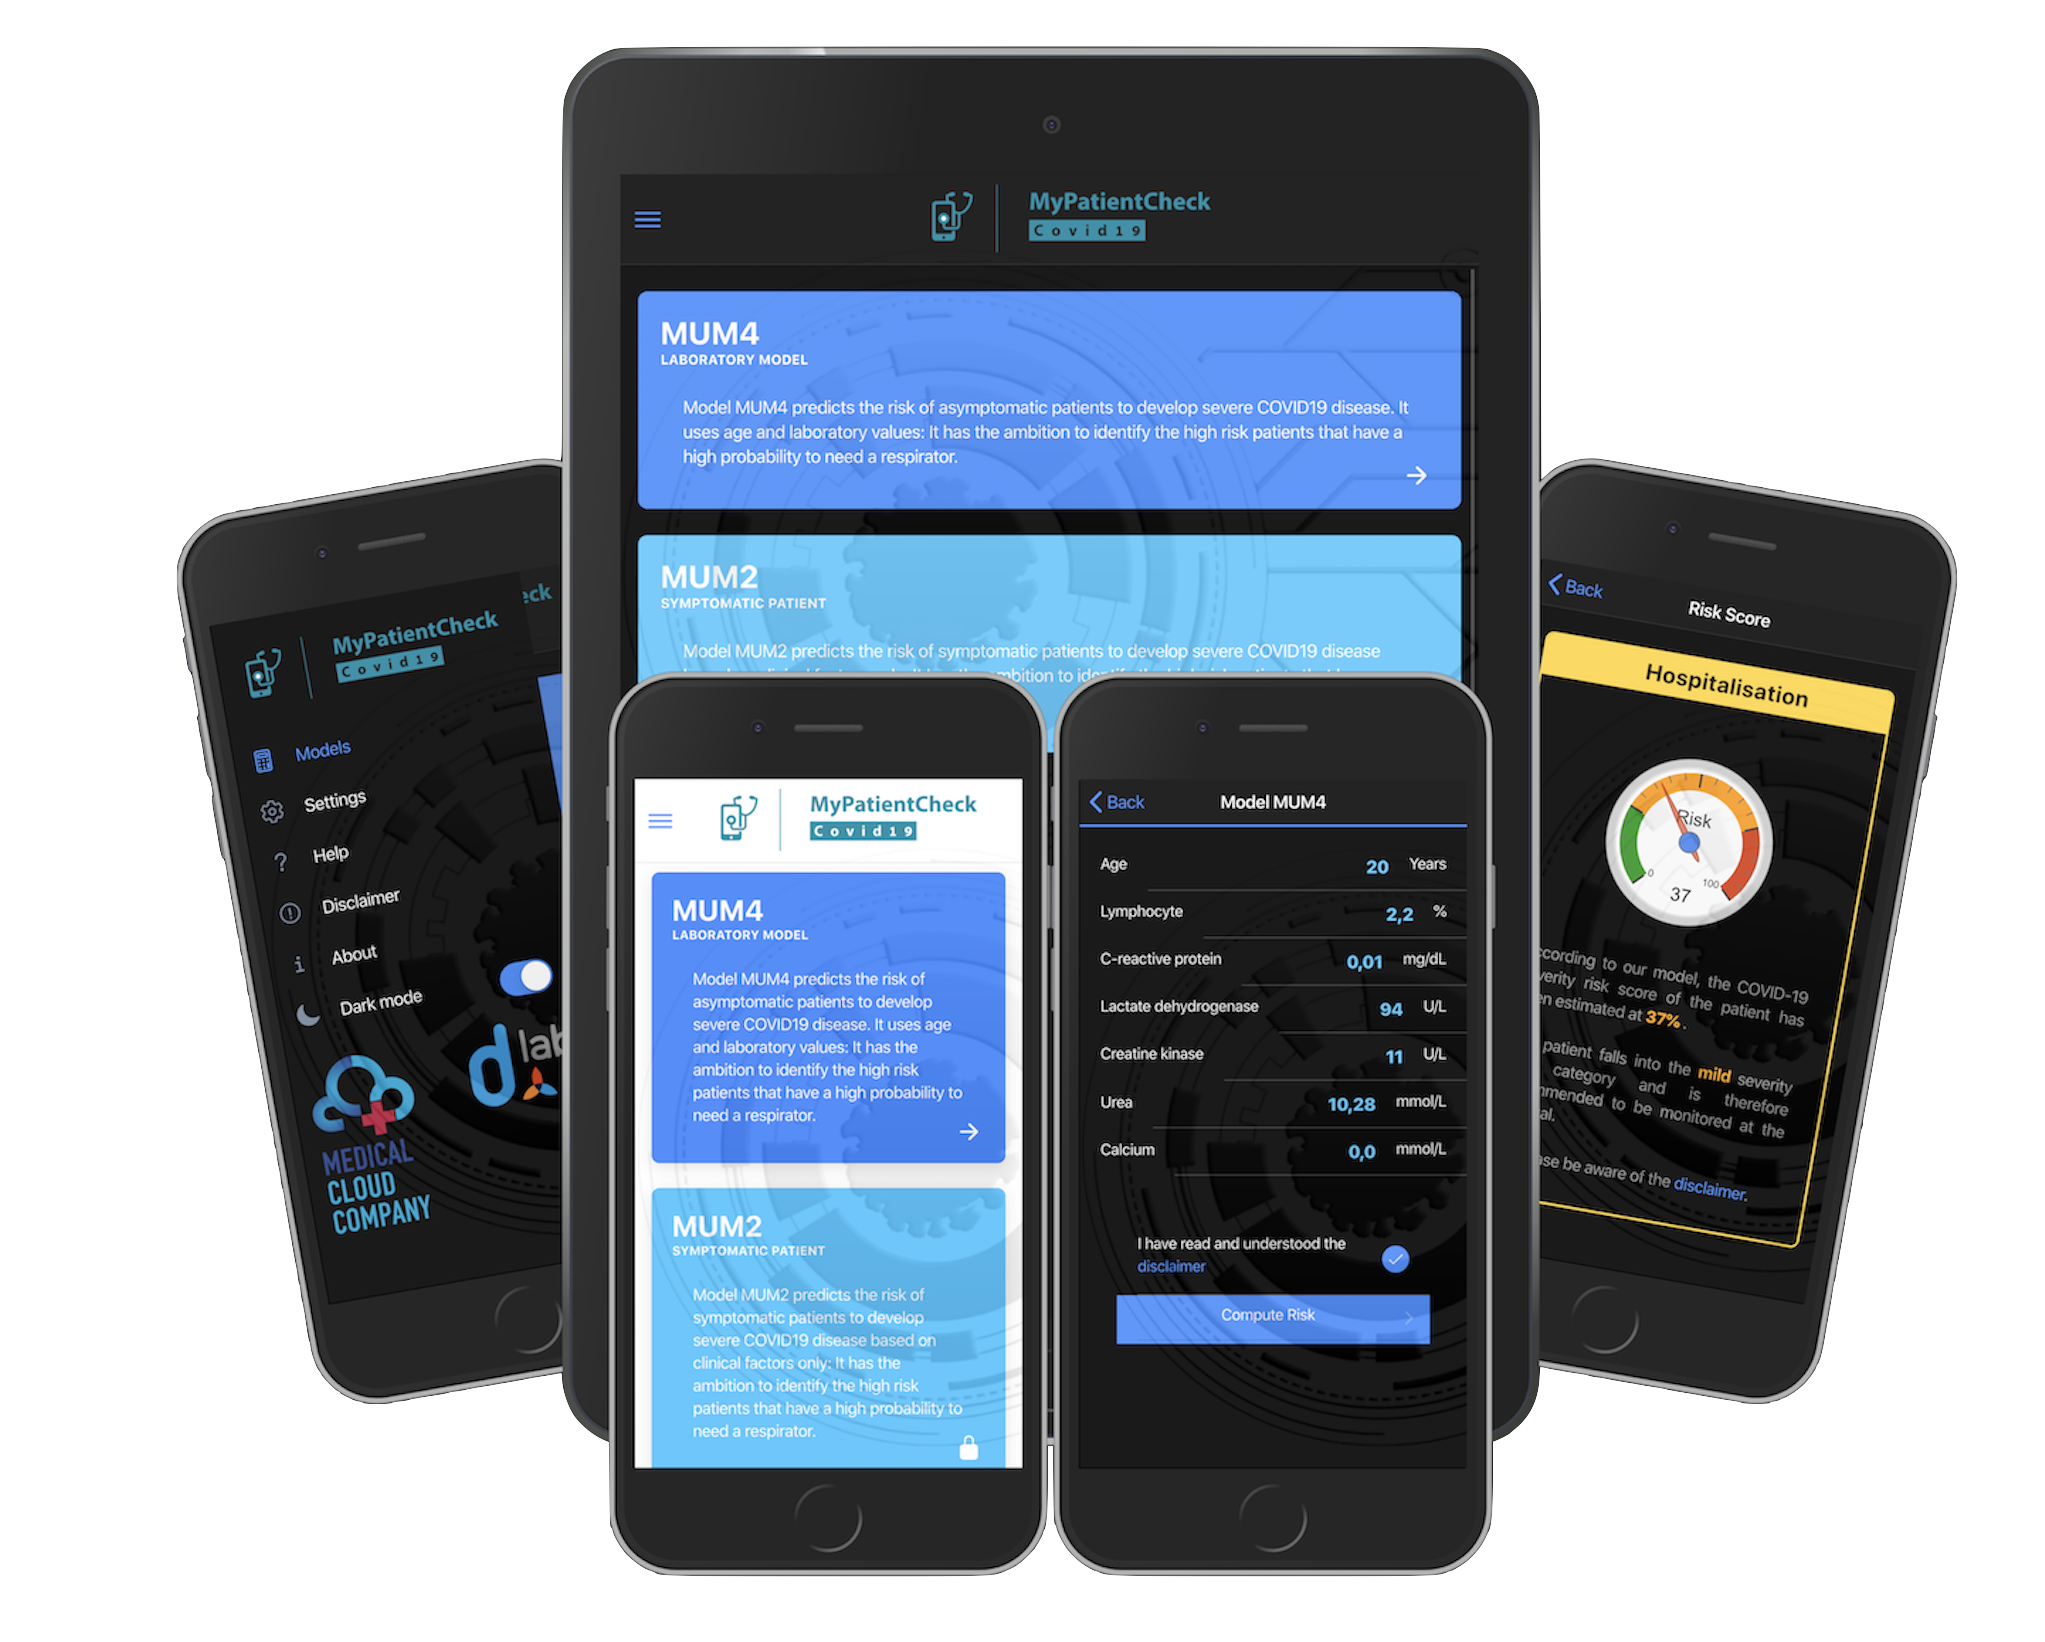 MyPatientCheck
Covid19
MUM4
LABORATORY MODEL
Model MUM4 predicts the risk of asymptomatic patients to develop severe COVID19 disease. It
uses age and laboratory values: It has the ambition to identify the high risk patients that have a
high probability to need a respirator.
MUM2
SYMPTOMATIC PATIENT
Model MUM2 predicts the risk of symptomatic patients to develop severe COVID19 disease
MyPatientCheck
Covid19
eck
Models
Settings
Help
Disclaimer
About
Dark mode
d lab
MEDICAL
CLOUD
COMPANY
MyPatientCheck
Covid19
MUM4
LABORATORY MODEL
Model MUM4 predicts the risk of
asymptomatic patients to develop
severe COVID19 disease. It uses age
and laboratory values: It has the
ambition to identify the high risk
patients that have a high probability to
need a respirator.
MUM2
SYMPTOMATIC PATIENT
Model MUM2 predicts the risk of
symptomatic patients to develop
severe COVID19 disease based on
clinical factors only: It has the
ambition to identify the high risk
patients that have a high probability to
need a respirator.
Back
Model MUM4
Age 20 Years
Lymphocyte 2,2 %
C-reactive protein 0,01 mg/dL
Lactate dehydrogenase 94 U/L
Creatine kinase 11 U/L
Urea 10,28 mmol/L
Calcium 0,0 mmol/L
I have read and understood the
disclaimer
Compute Risk
Back
Risk Score
Hospitalisation
Risk
0
100
37
cording to our model, the COVID-19
verity risk score of the patient has
en estimated at 37%.
patient falls into the mild severity
category and is therefore
mmended to be monitored at the
al.
ase be aware of the disclaimer.